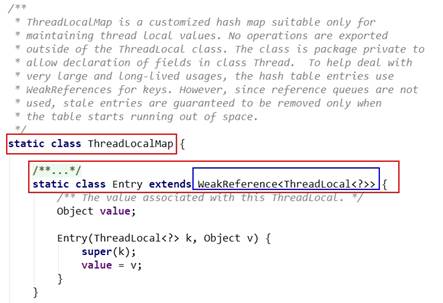 /**
* ThreadLocalMap is a customized hash map suitable only for
* maintaining thread local values. No operations are exported
* outside of the ThreadLocal class. The class is package private to
* allow declaration of fields in class Thread.  To help deal with
* very large and long-lived usages, the hash table entries use
* WeakReferences for keys. However, since reference queues are not
* used, stale entries are guaranteed to be removed only when
* the table starts running out of space.
*/
static class ThreadLocalMap {
/**...*/
static class Entry extends WeakReference<ThreadLocal<?>> {
/** The value associated with this ThreadLocal. */
Object value;
Entry(ThreadLocal<?> k, Object v) {
super(k);
value = v;
}
}